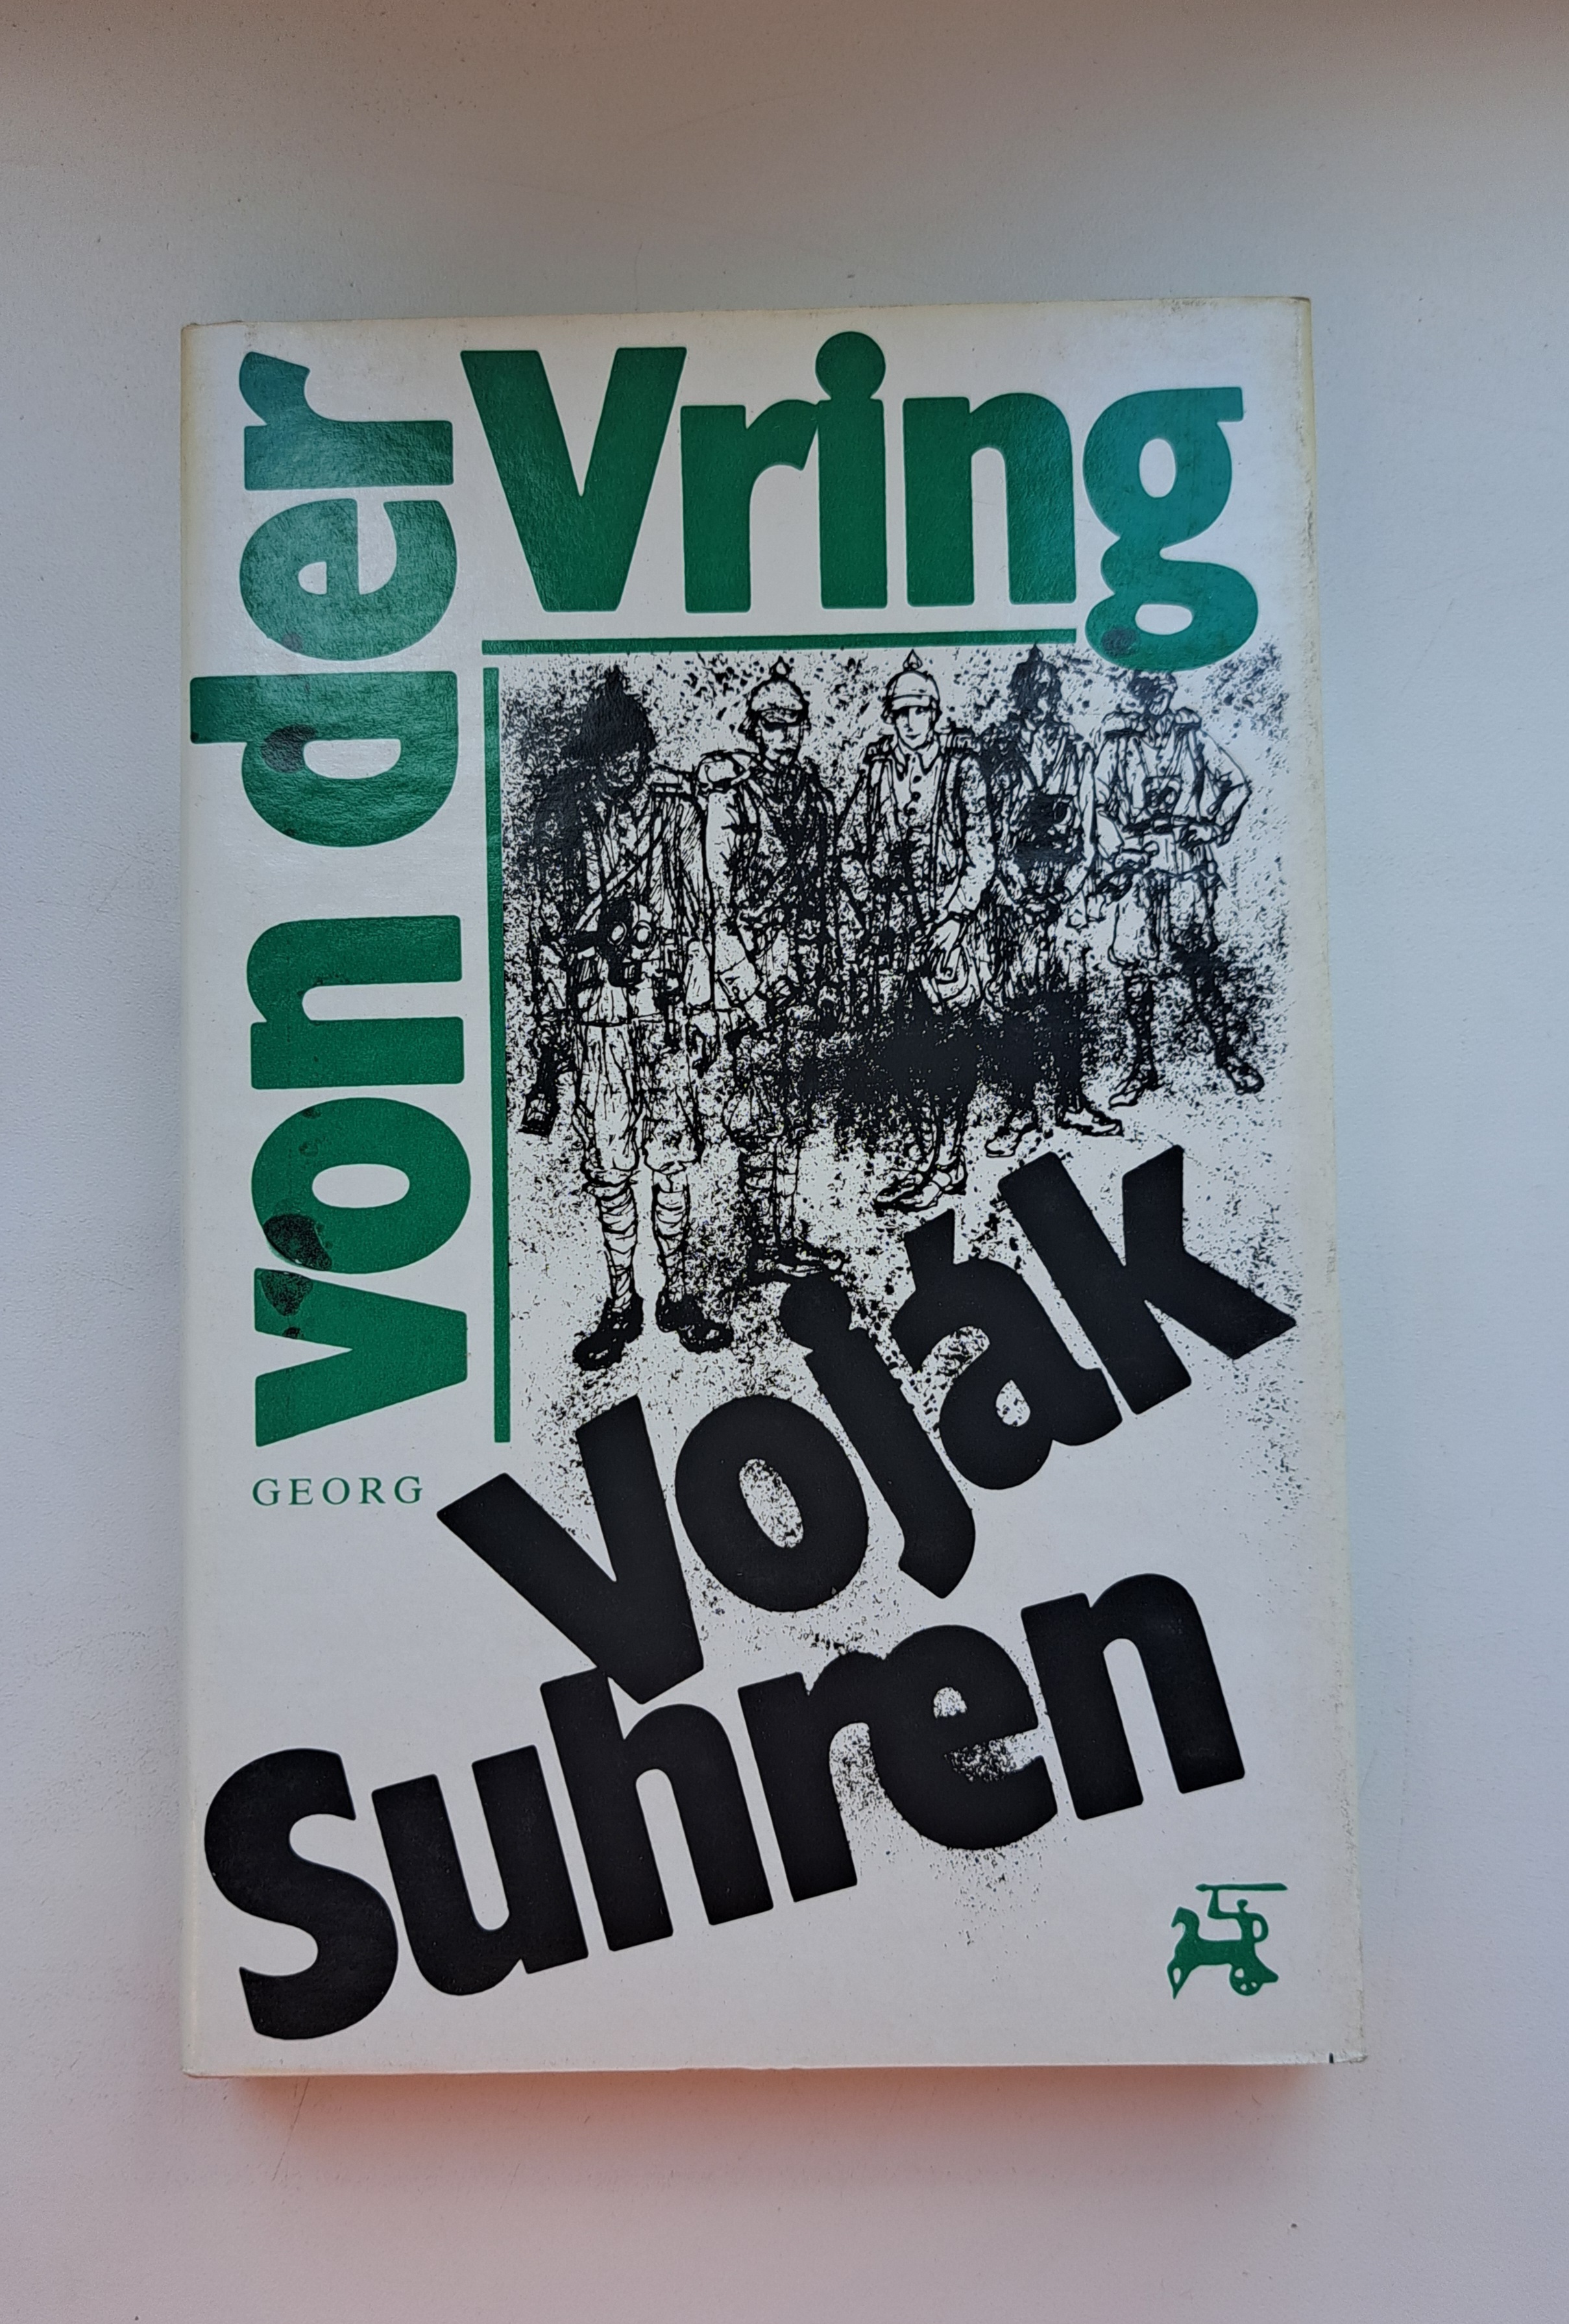 GEORG
von der
Vring
Voják
Suhren